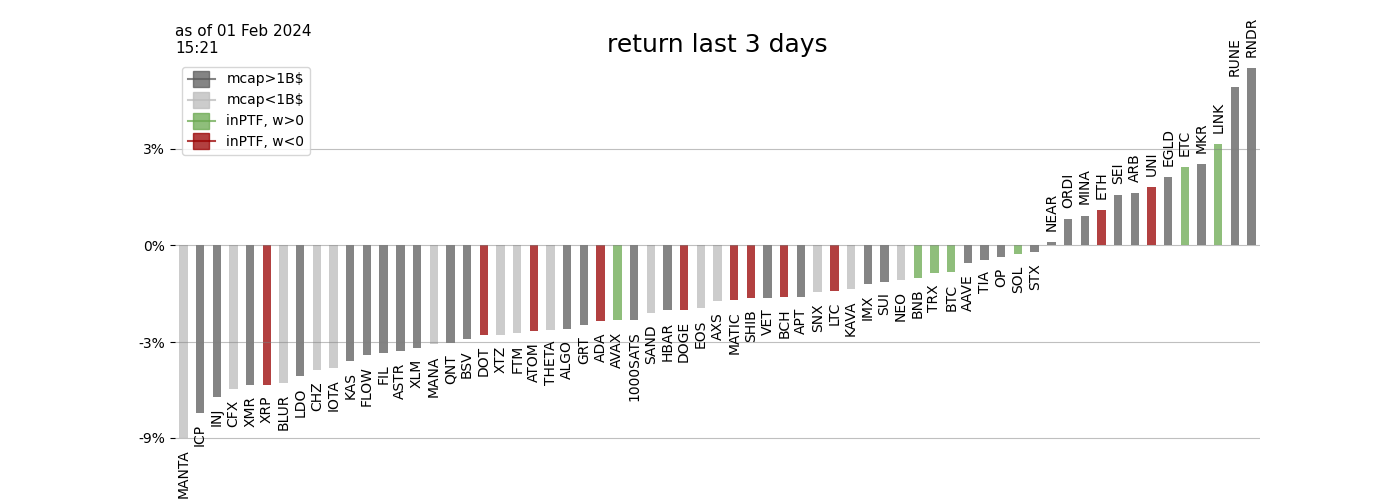 as of 01 Feb 2024
15:21
return last 3 days
mcap>1B$
mcap<1B$
inPTF, w>0
inPTF, w<0
3%
0%
-3%
-9%
MANTA
ICP
INJ
CFX
XMR
XRP
BLUR
LDO
CHZ
IOTA
KAS
FLOW
FIL
ASTR
XLM
MANA
QNT
BSV
DOT
XTZ
FTM
ATOM
THETA
ALGO
GRT
ADA
AVAX
1000SATS
SAND
HBAR
DOGE
EOS
AXS
MATIC
SHIB
VET
BCH
APT
SNX
LTC
KAVA
IMX
SUI
NEO
BNB
TRX
BTC
AAVE
TIA
OP
SOL
STX
NEAR
ORDI
MINA
ETH
SEI
ARB
UNI
EGLD
ETC
MKR
LINK
RUNE
RNDR